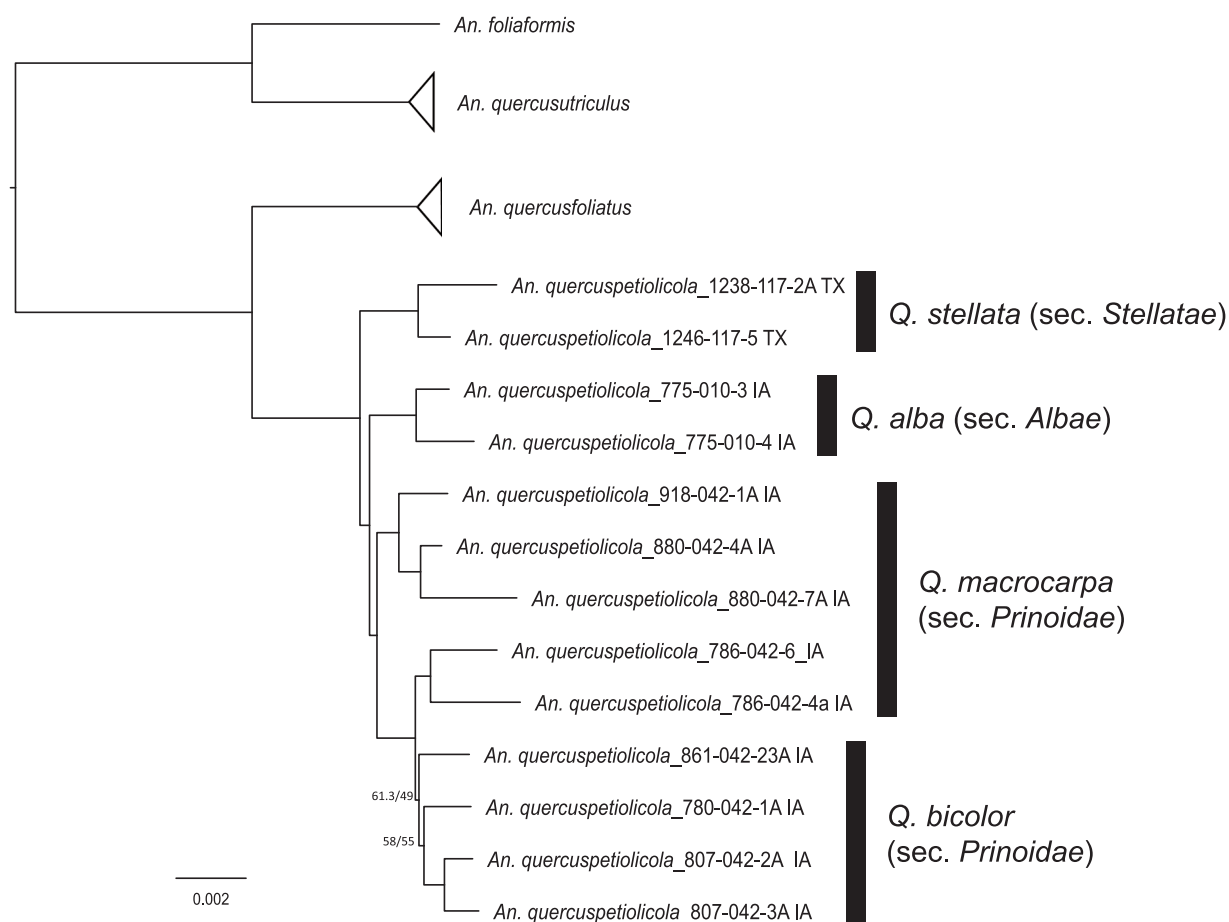 An. foliaformis
An. quercusutriculus
An. quercusfoliatus
An. quercuspetiolicola_1238-117-2A TX
An. quercuspetiolicola_1246-117-5 TX
Q. stellata (sec. Stellatae)
An. quercuspetiolicola_775-010-3 IA
An. quercuspetiolicola_775-010-4 IA
Q. alba (sec. Albae)
An. quercuspetiolicola_918-042-1A IA
An. quercuspetiolicola_880-042-4A IA
An. quercuspetiolicola_880-042-7A IA
An. quercuspetiolicola_786-042-6_IA
An. quercuspetiolicola_786-042-4a IA
Q. macrocarpa
(sec. Prinoidae)
An. quercuspetiolicola_861-042-23A IA
61.3/49
An. quercuspetiolicola_780-042-1A IA
58/55
An. quercuspetiolicola_807-042-2A IA
An. quercuspetiolicola 807-042-3A IA
Q. bicolor
(sec. Prinoidae)
0.002